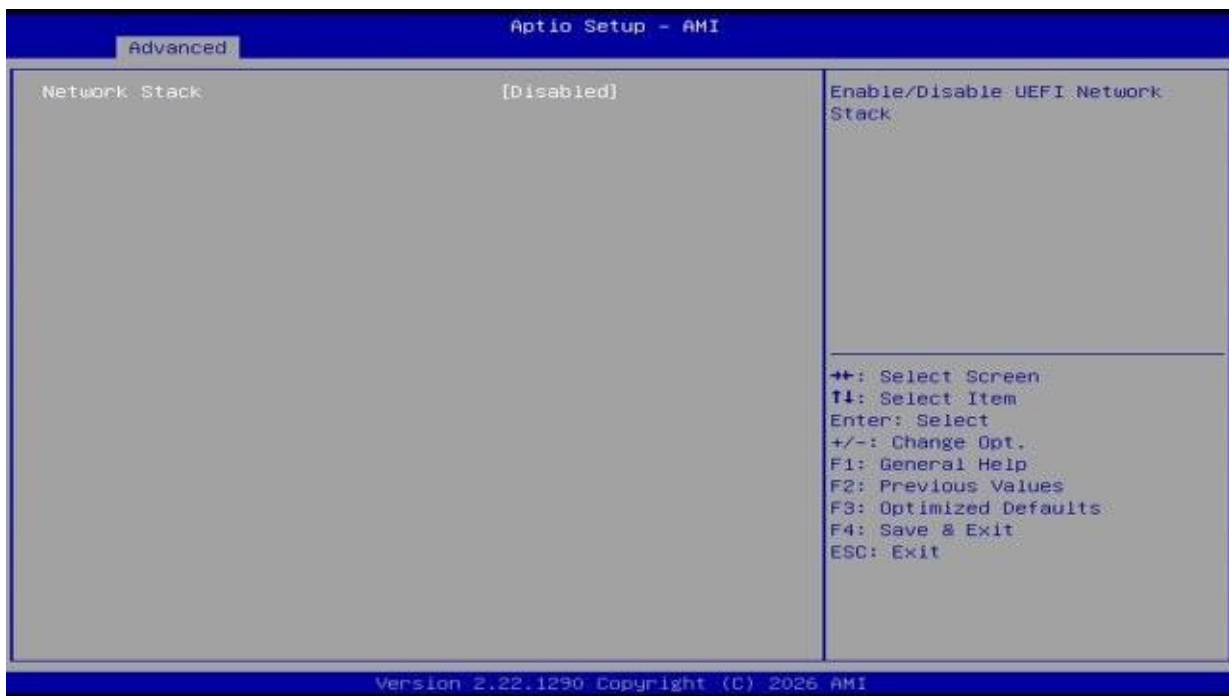 Aptio Setup - AMI
Advanced
Network Stack [Disabled]
Enable/Disable UEFI Network
Stack
→←: Select Screen
↑↓: Select Item
Enter: Select
+/-: Change Opt.
F1: General Help
F2: Previous Values
F3: Optimized Defaults
F4: Save & Exit
ESC: Exit
Version 2.22.1290 Copyright (C) 2026 AMI